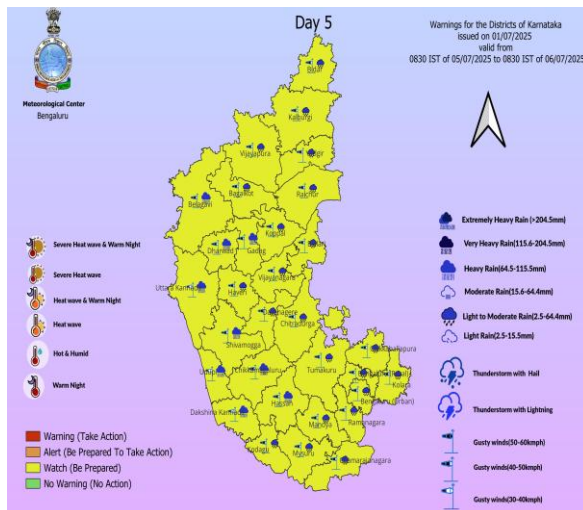 Day 5
Warnings for the Districts of Karnataka
issued on 01/07/2025
valid from
0830 IST of 05/07/2025 to 0830 IST of 06/07/2025
Meteorological Center
Bengaluru
Bidar
Kalburgi
Vijayapura
Bagalkot
Raichur
Belagavi
Koppal
Dharwad
Gadag
Vijayanagara
Uttara Kannada
Haveri
Chitradurga
Shivamogga
Tumakuru
Kolara
Hassan
Bengaluru (Urban)
Ramanagara
Dakshina Kannada
Mandya
Kodagu
Mysuru
Chamarajanagara
Severe Heat wave & Warm Night
Severe Heat wave
Heat wave & Warm Night
Heat wave
Hot & Humid
Warm Night
Warning (Take Action)
Alert (Be Prepared To Take Action)
Watch (Be Prepared)
No Warning (No Action)
Extremely Heavy Rain (>204.5mm)
Very Heavy Rain(115.6-204.5mm)
Heavy Rain(64.5-115.5mm)
Moderate Rain(15.6-64.4mm)
Light to Moderate Rain(2.5-64.4mm)
Light Rain(2.5-15.5mm)
Thunderstorm with Hail
Thunderstorm with Lightning
Gusty winds(50-60kmph)
Gusty winds(40-50kmph)
Gusty winds(30-40kmph)